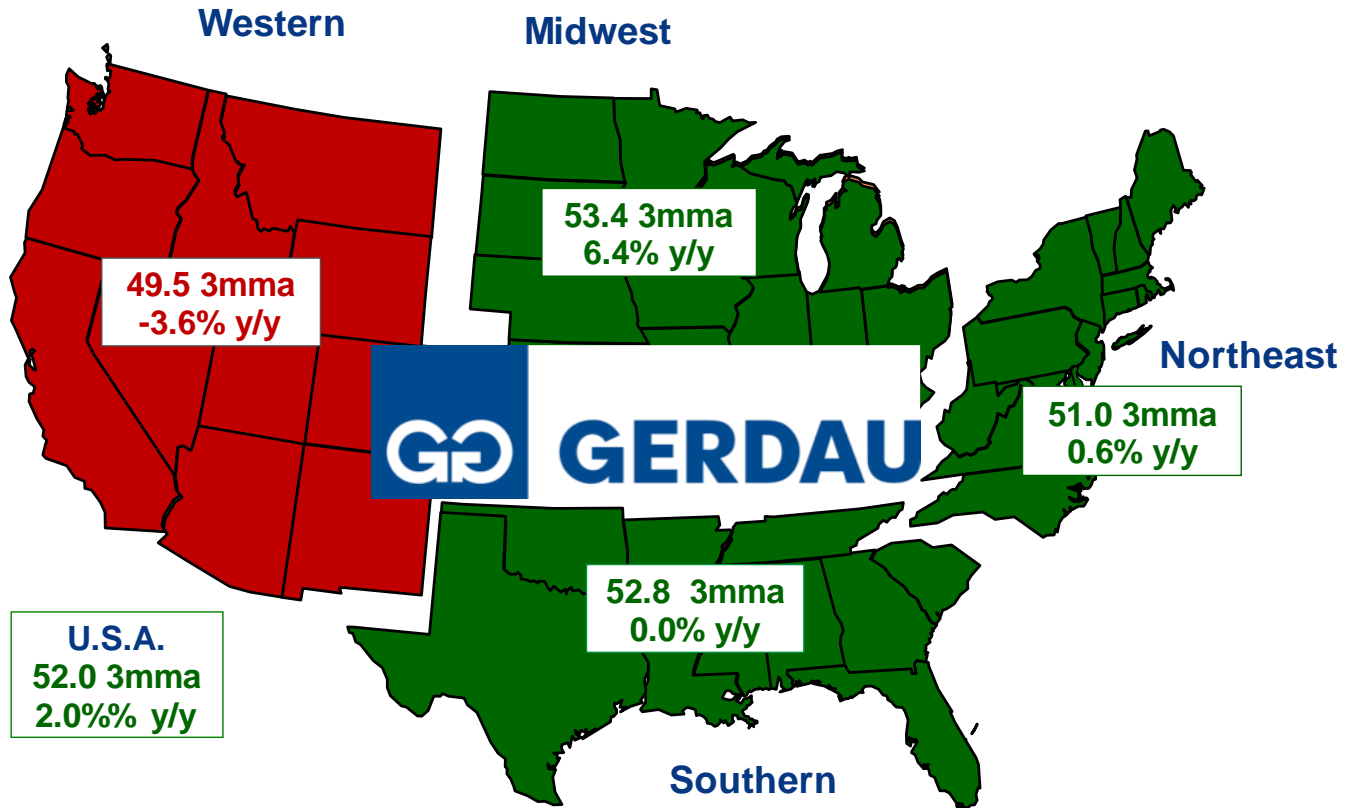 Western
Midwest
53.4 3mma
6.4% y/y
49.5 3mma
-3.6% y/y
Northeast
51.0 3mma
0.6% y/y
GG GERDAU
52.8 3mma
0.0% y/y
U.S.A.
52.0 3mma
2.0%% y/y
Southern